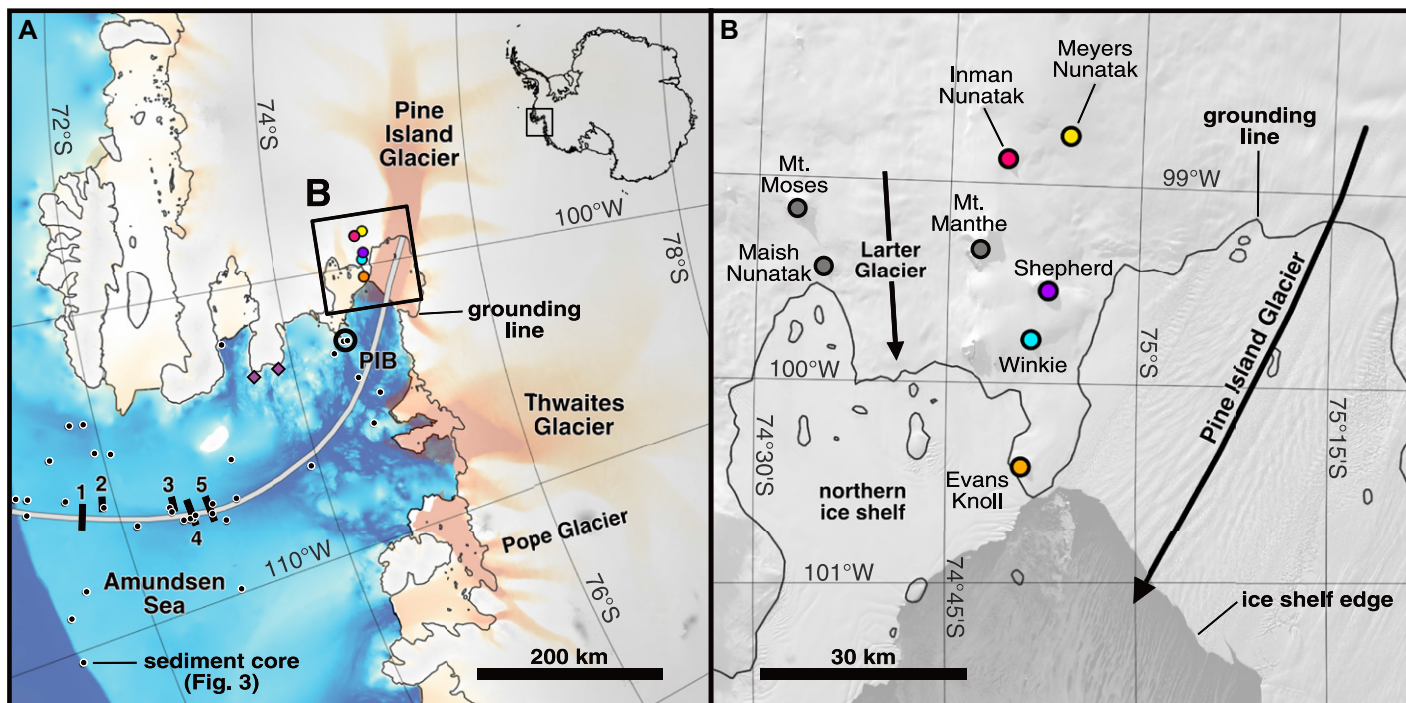 A
72°S
74°S
Pine
Island
Glacier
B
100°W
78°S
grounding
line
PIB
Thwaites
Glacier
1
2
3
5
4
110°W
Pope Glacier
Amundsen
Sea
76°S
sediment core
(Fig. 3)
200 km
B
Meyers
Nunatak
Inman
Nunatak
grounding
line
Mt.
Moses
99°W
Mt.
Manthe
Maish
Nunatak
Larter
Glacier
Shepherd
Pine Island Glacier
Winkie
75°S
100°W
74°30'S
75°15'S
Evans
Knoll
northern
ice shelf
101°W
74°45'S
ice shelf edge
30 km